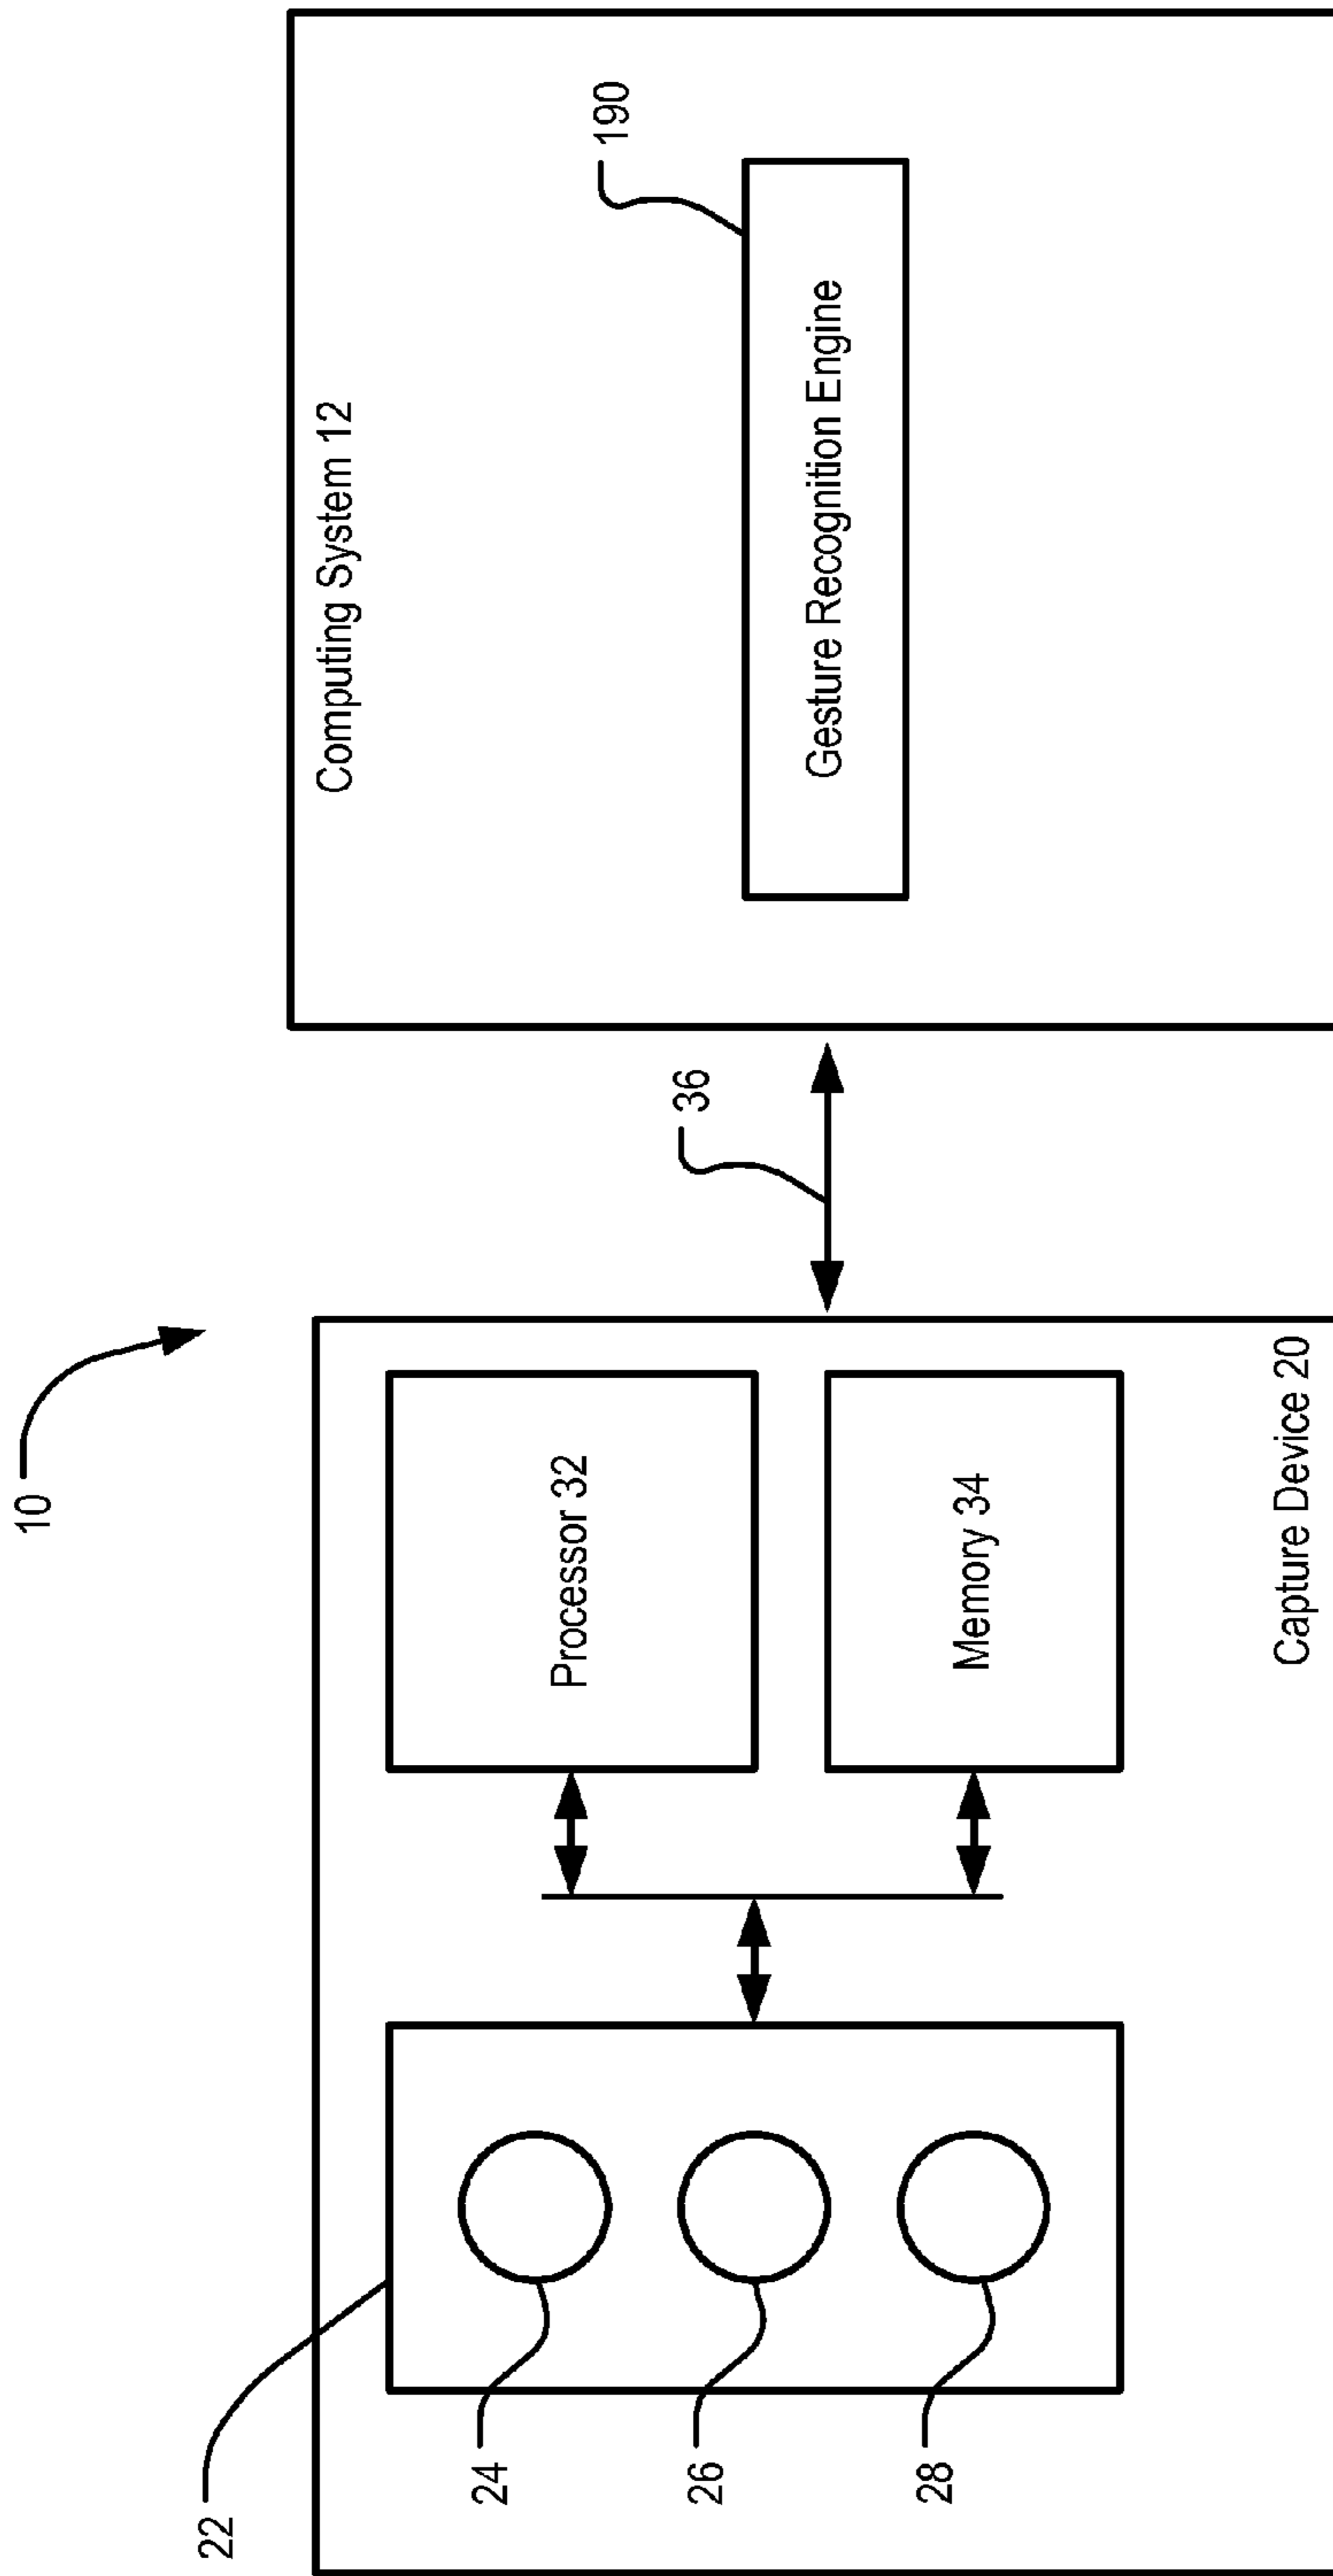 10
Computing System 12
190
Gesture Recognition Engine
36
22
24
26
28
Processor 32
Memory 34
Capture Device 20